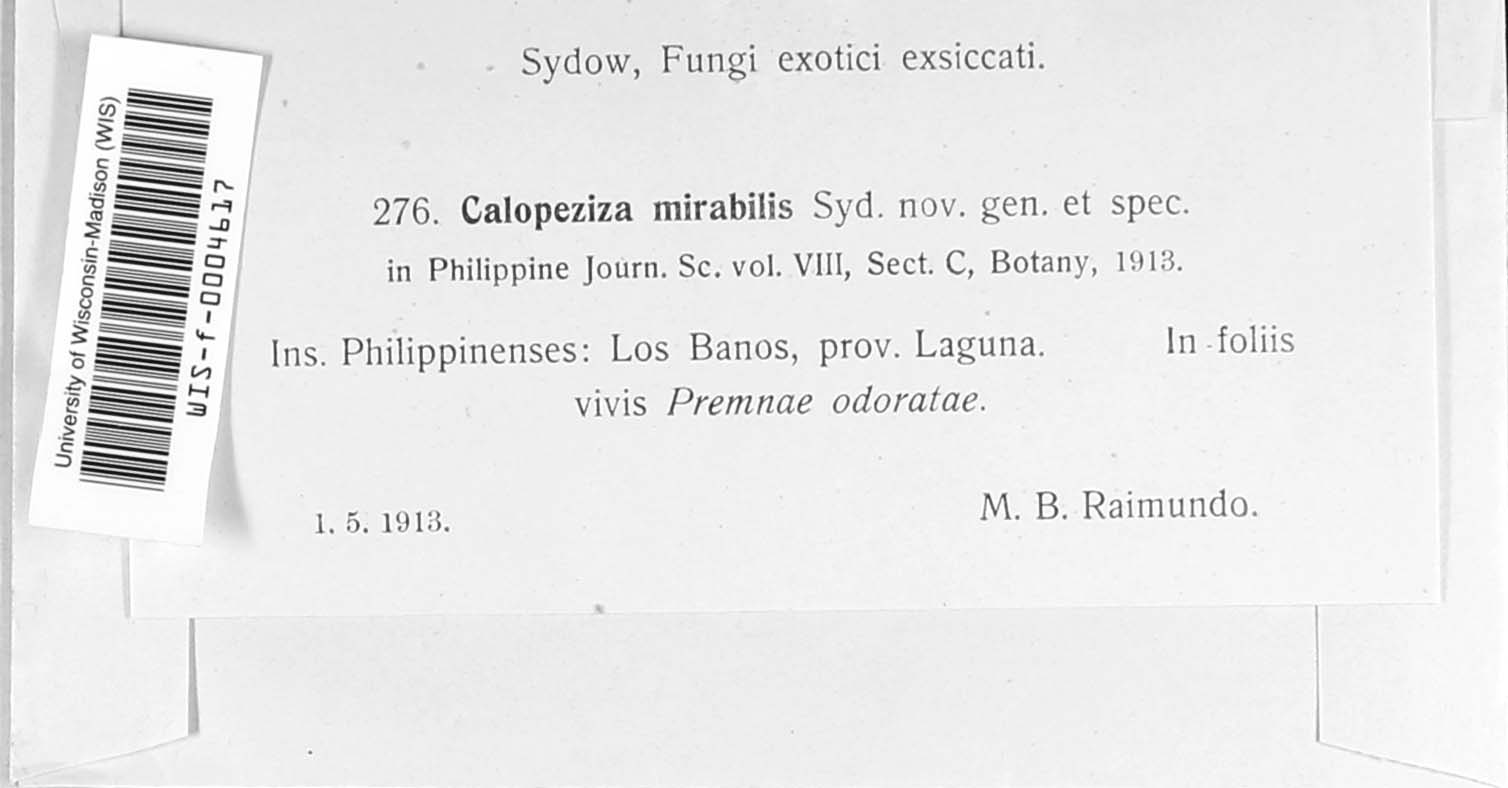 Sydow, Fungi exotici exsiccati.
276. Calopeziza mirabilis Syd. nov. gen. et spec.
in Philippine Journ. Sc. vol. VIII, Sect. C, Botany, 1913.
Ins. Philippinenses: Los Banos, prov. Laguna. In foliis
vivis Premnae odoratae.
1. 5. 1913.
M. B. Raimundo.
University of Wisconsin-Madison (WIS)
WIS-f-0004617